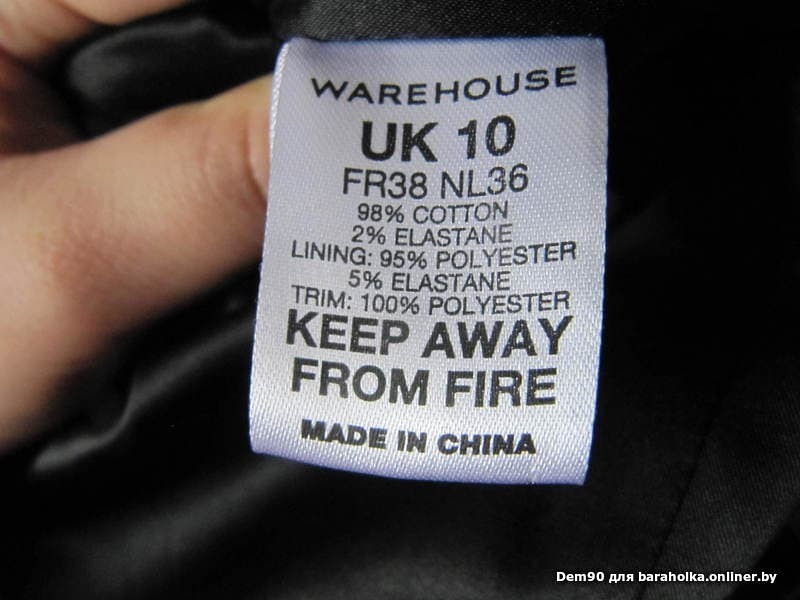 WAREHOUSE
UK 10
FR38 NL36
98% COTTON
2% ELASTANE
LINING: 95% POLYESTER
5% ELASTANE
TRIM: 100% POLYESTER
KEEP AWAY
FROM FIRE
MADE IN CHINA
Dem90 для baraholka.onliner.by